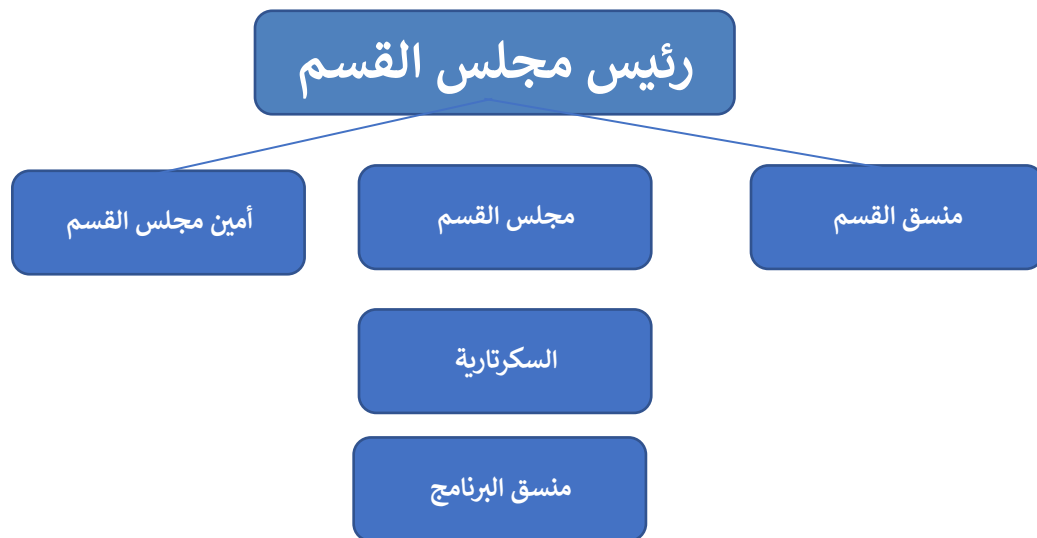 رئيس مجلس القسم
منسق القسم
مجلس القسم
أمين مجلس القسم
السكرتارية
منسق البرنامج